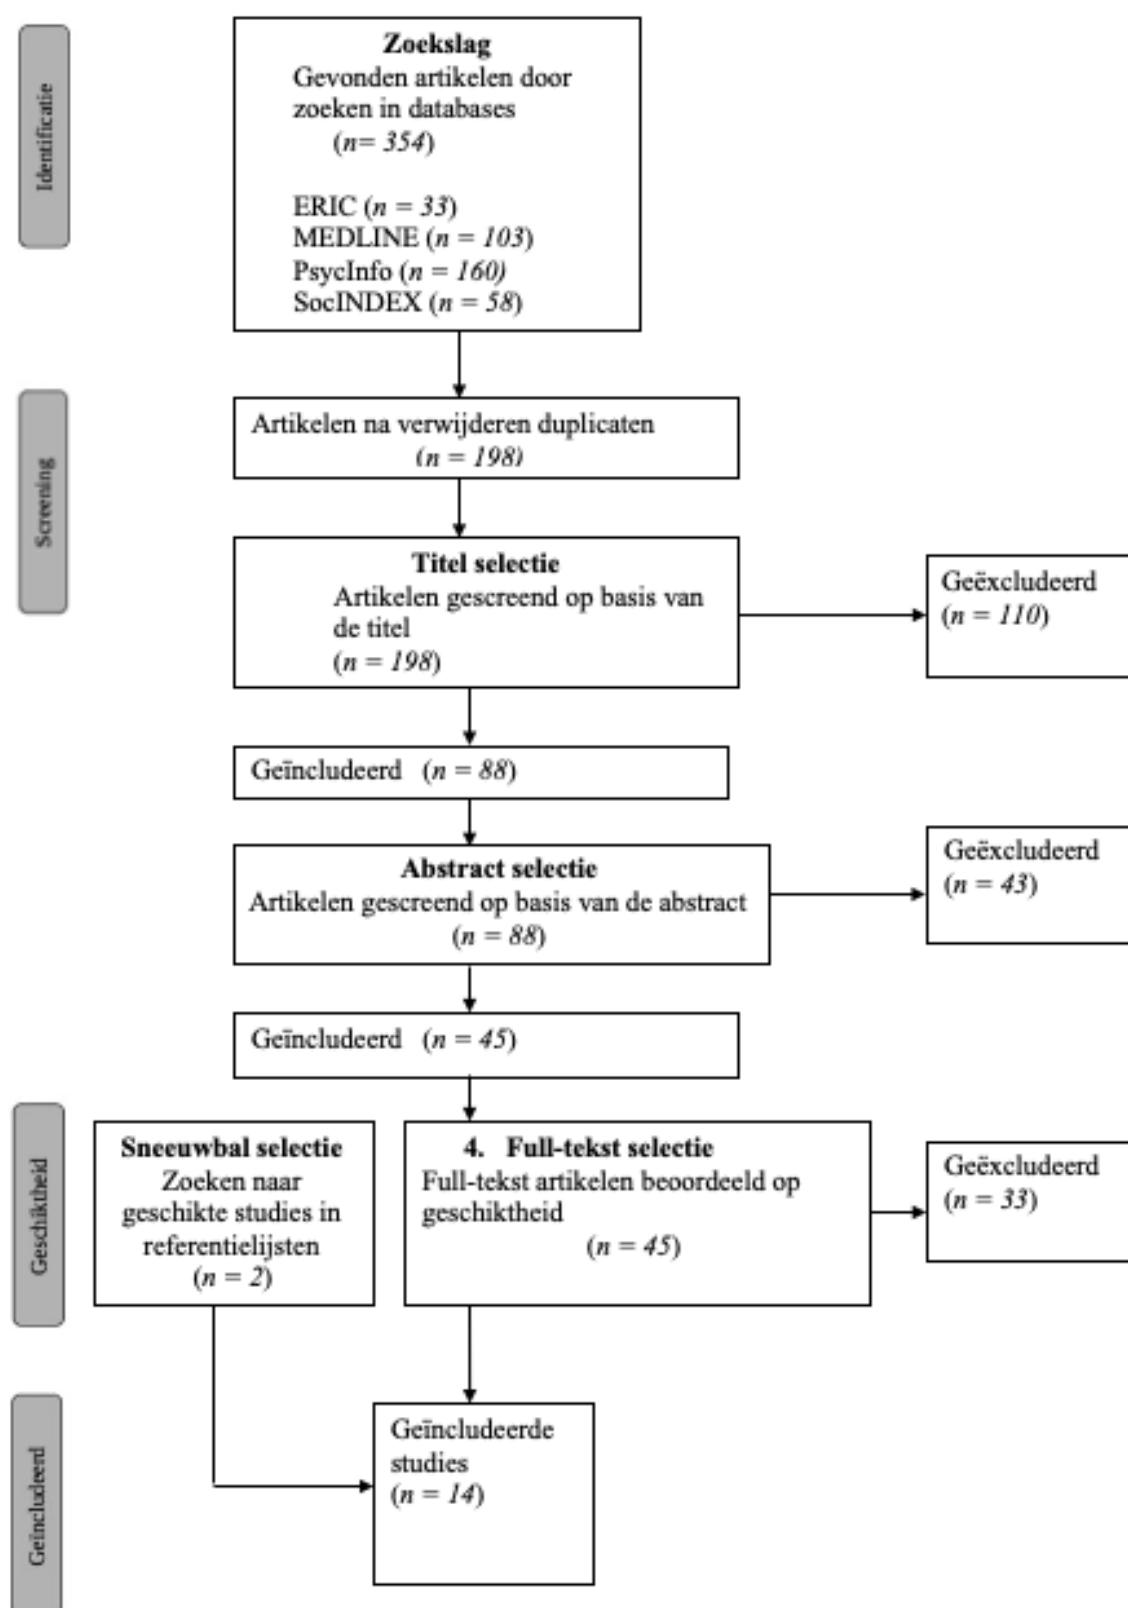 Identificatie
Zoekslag
Gevonden artikelen door
zoeken in databases
(n= 354)
ERIC (n = 33)
MEDLINE (n = 103)
PsycInfo (n = 160)
SocINDEX (n = 58)
Screening
Artikelen na verwijderen duplicaten
(n = 198)
Titel selectie
Artikelen gescreend op basis van
de titel
(n = 198)
Geëxcludeerd
(n = 110)
Geïncludeerd (n = 88)
Abstract selectie
Artikelen gescreend op basis van de abstract
(n = 88)
Geëxcludeerd
(n = 43)
Geïncludeerd (n = 45)
Geschiktheid
Sneeuwbal selectie
Zoeken naar
geschikte studies in
referentielijsten
(n = 2)
4. Full-tekst selectie
Full-tekst artikelen beoordeeld op
geschiktheid
(n = 45)
Geëxcludeerd
(n = 33)
Geïncludeerd
Geïncludeerde
studies
(n = 14)